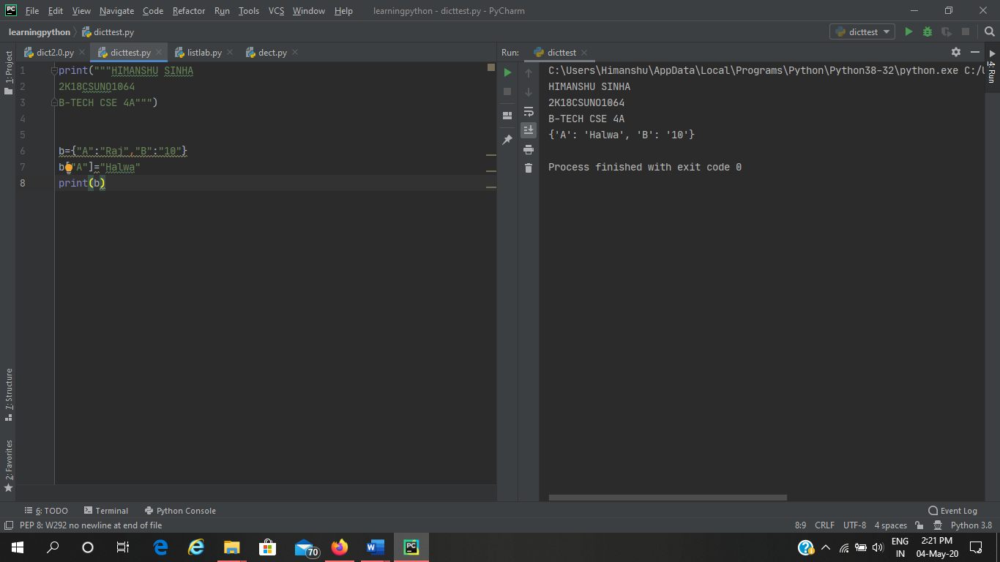 PC File Edit View Navigate Code Refactor Run Tools VCS Window Help learningpython - dicttest.py - PyCharm
learningpython dicttest.py dicttest
dict2.0.py dicttest.py listlab.py dect.py Run: dicttest
1: Project
1 print("""HIMANSHU SINHA
2 2K18CSUNO1064
3 B-TECH CSE 4A""")
4
5
6 b={"A":"Raj","B":"10"}
7 b["A"]="Halwa"
8 print(b)
7: Structure
2: Favorites
C:\Users\Himanshu\AppData\Local\Programs\Python\Python38-32\python.exe C:/
HIMANSHU SINHA
2K18CSUNO1064
B-TECH CSE 4A
{'A': 'Halwa', 'B': '10'}
Process finished with exit code 0
4: Run
6: TODO Terminal Python Console Event Log
PEP 8: W292 no newline at end of file 8:9 CRLF UTF-8 4 spaces Python 3.8
70 PC ENG 2:21 PM
IN 04-May-20